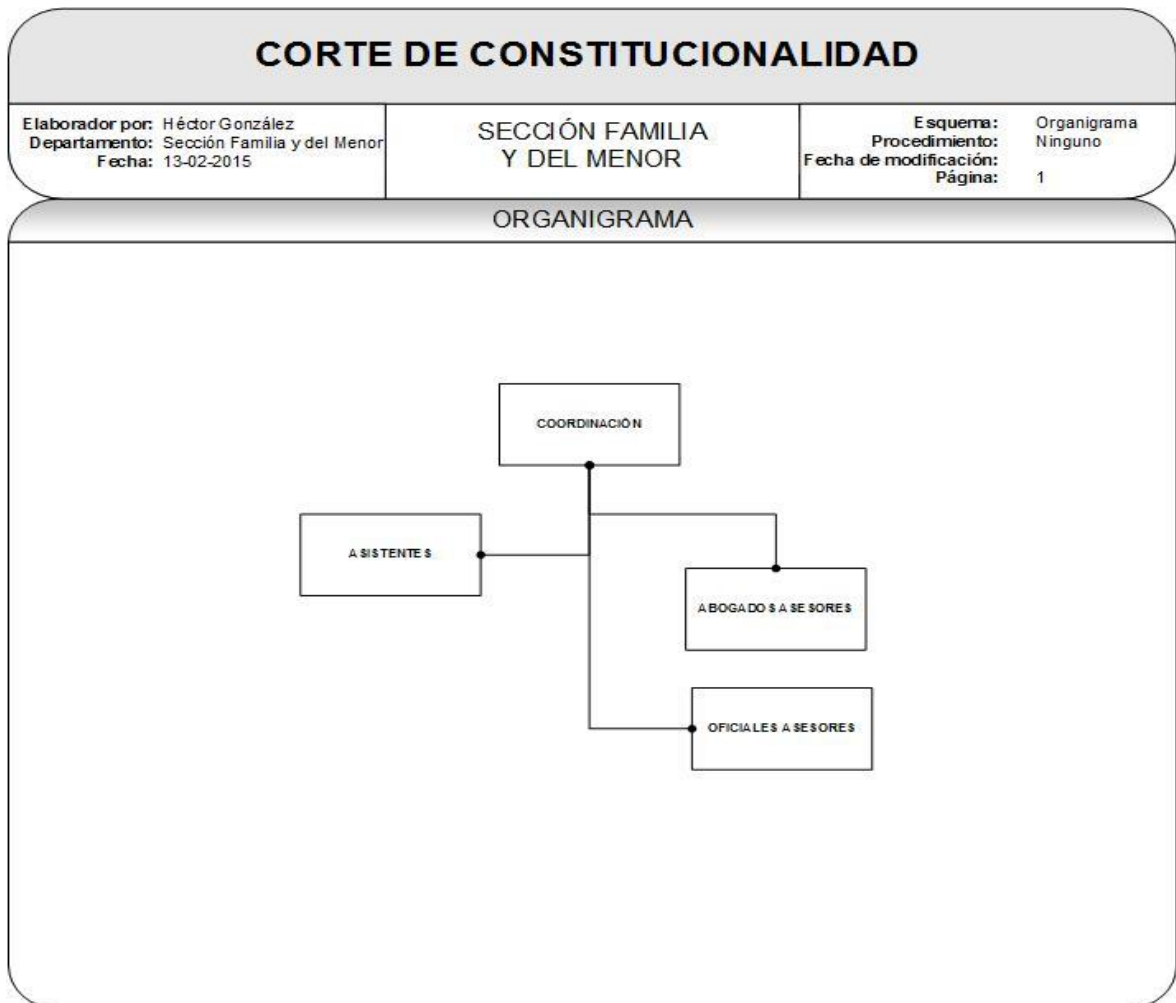 CORTE DE CONSTITUCIONALIDAD
Elaborador por: Héctor González
Departamento: Sección Familia y del Menor
Fecha: 13-02-2015
SECCIÓN FAMILIA
Y DEL MENOR
Esquema: Organigrama
Procedimiento: Ninguno
Fecha de modificación:
Página: 1
ORGANIGRAMA
COORDINACIÓN
ASISTENTES
ABOGADOS ASESORES
OFICIALES ASESORES